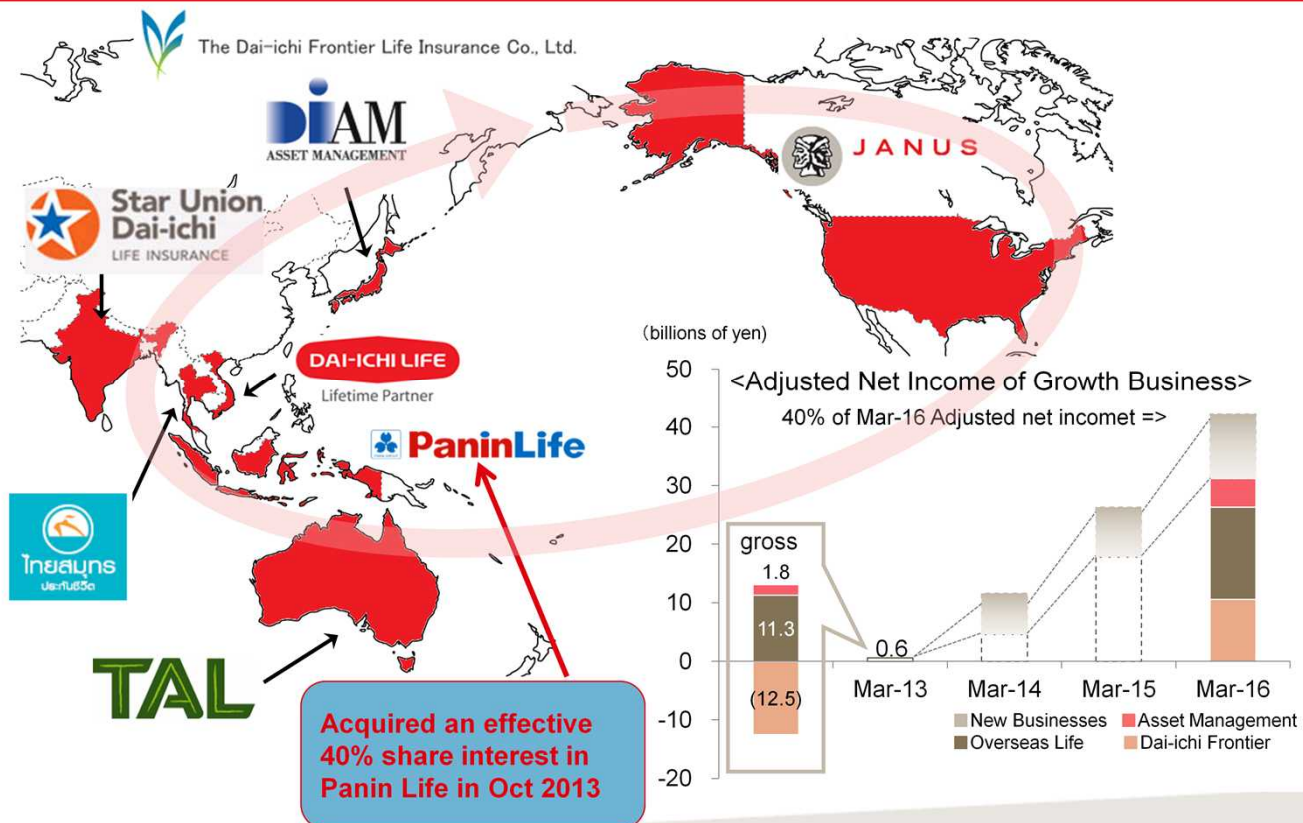 The Dai-ichi Frontier Life Insurance Co., Ltd.
DIAM
ASSET MANAGEMENT
JANUS
Star Union
Dai-ichi
LIFE INSURANCE
DAI-ICHI LIFE
Lifetime Partner
PaninLife
ไทยสมุทร
ประกันชีวิต
TAL
Acquired an effective
40% share interest in
Panin Life in Oct 2013
(billions of yen)
<Adjusted Net Income of Growth Business>
40% of Mar-16 Adjusted net incomet =>
50
40
30
20
10
0
-10
-20
gross
1.8
11.3
(12.5)
0.6
Mar-13
Mar-14
Mar-15
Mar-16
New Businesses
Asset Management
Overseas Life
Dai-ichi Frontier